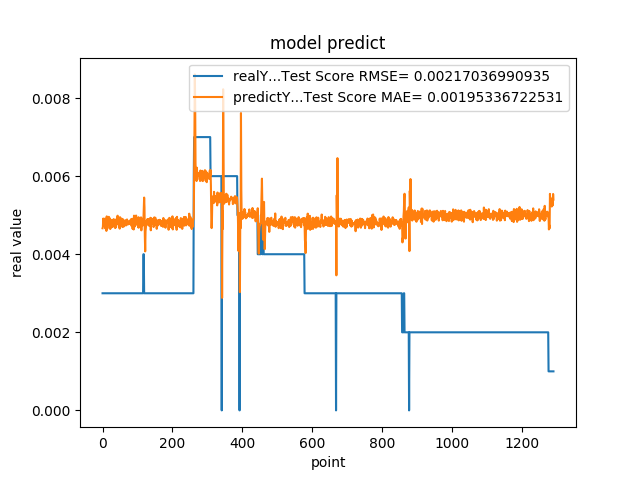 model predict
realY...Test Score RMSE= 0.00217036990935
predictY...Test Score MAE= 0.00195336722531
0.008
0.006
0.004
0.002
0.000
real value
0 200 400 600 800 1000 1200
point